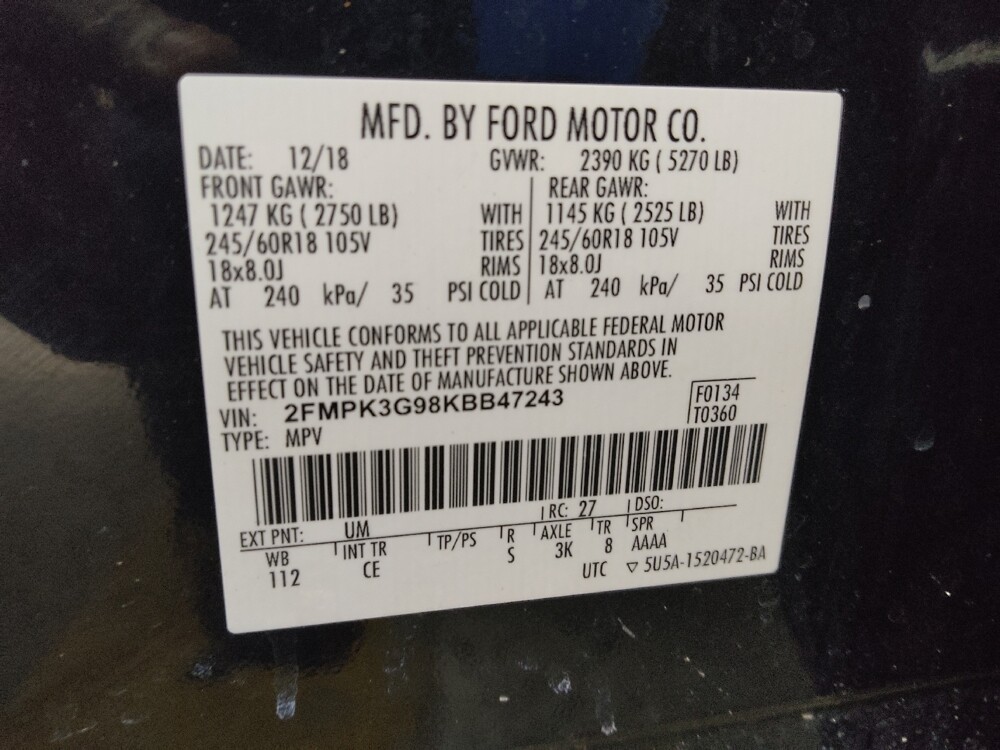 MFD. BY FORD MOTOR CO.
DATE: 12/18 GVWR: 2390 KG ( 5270 LB)
FRONT GAWR: REAR GAWR:
1247 KG ( 2750 LB) WITH 1145 KG ( 2525 LB) WITH
245/60R18 105V TIRES 245/60R18 105V TIRES
18x8.0J RIMS 18x8.0J RIMS
AT 240 kPa/ 35 PSI COLD AT 240 kPa/ 35 PSI COLD
THIS VEHICLE CONFORMS TO ALL APPLICABLE FEDERAL MOTOR
VEHICLE SAFETY AND THEFT PREVENTION STANDARDS IN
EFFECT ON THE DATE OF MANUFACTURE SHOWN ABOVE.
VIN: 2FMPK3G98KBB47243 F0134
TYPE: MPV T0360
EXT PNT: UM RC: 27 DSO:
WB INT TR TP/PS R AXLE TR SPR
112 CE S 3K 8 AAAA
UTC ▽ 5U5A-1520472-BA